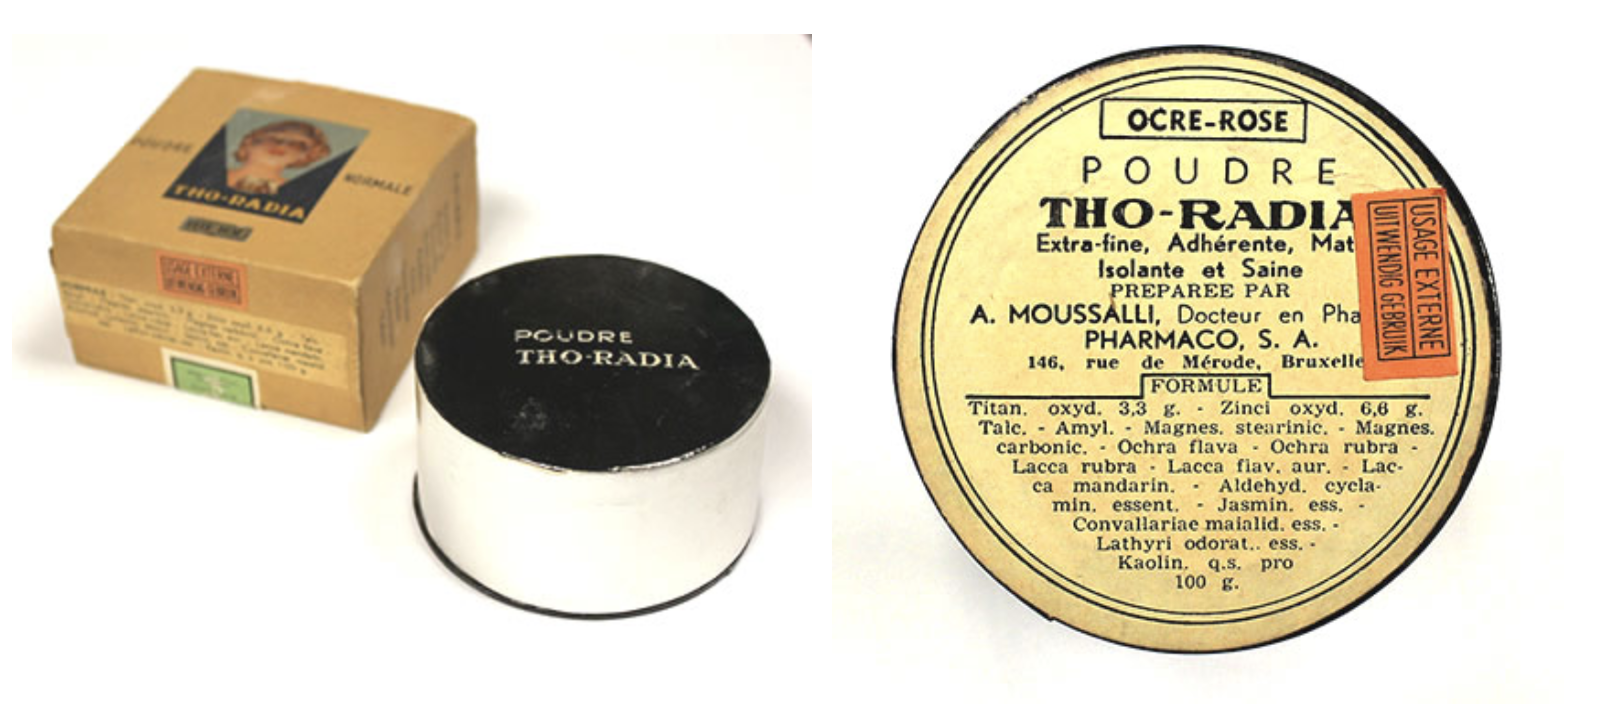 POUDRE
NORMALE
THO-RADIA
USAGE EXTERNE
UITWENDIG GEBRUIK
POUDRE
THO-RADIA
OCRE-ROSE
POUDRE
THO-RADIA
Extra-fine, Adhérente, Mat
Isolante et Saine
PREPAREE PAR
A. MOUSSALLI, Docteur en Pha
PHARMACO, S. A.
146, rue de Mérode, Bruxelle
USAGE EXTERNE
UITWENDIG GEBRUIK
FORMULE
Titan. oxyd. 3,3 g. - Zinci oxyd. 6,6 g.
Talc. - Amyl. - Magnes. stearinic. - Magnes.
carbonic. - Ochra flava - Ochra rubra -
Lacca rubra - Lacca flav. aur. - Lac-
ca mandarin. - Aldehyd. cycla-
min. essent. - Jasmin. ess. -
Convallariae maialid. ess. -
Lathyri odorat.. ess. -
Kaolin. q.s. pro
100 g.